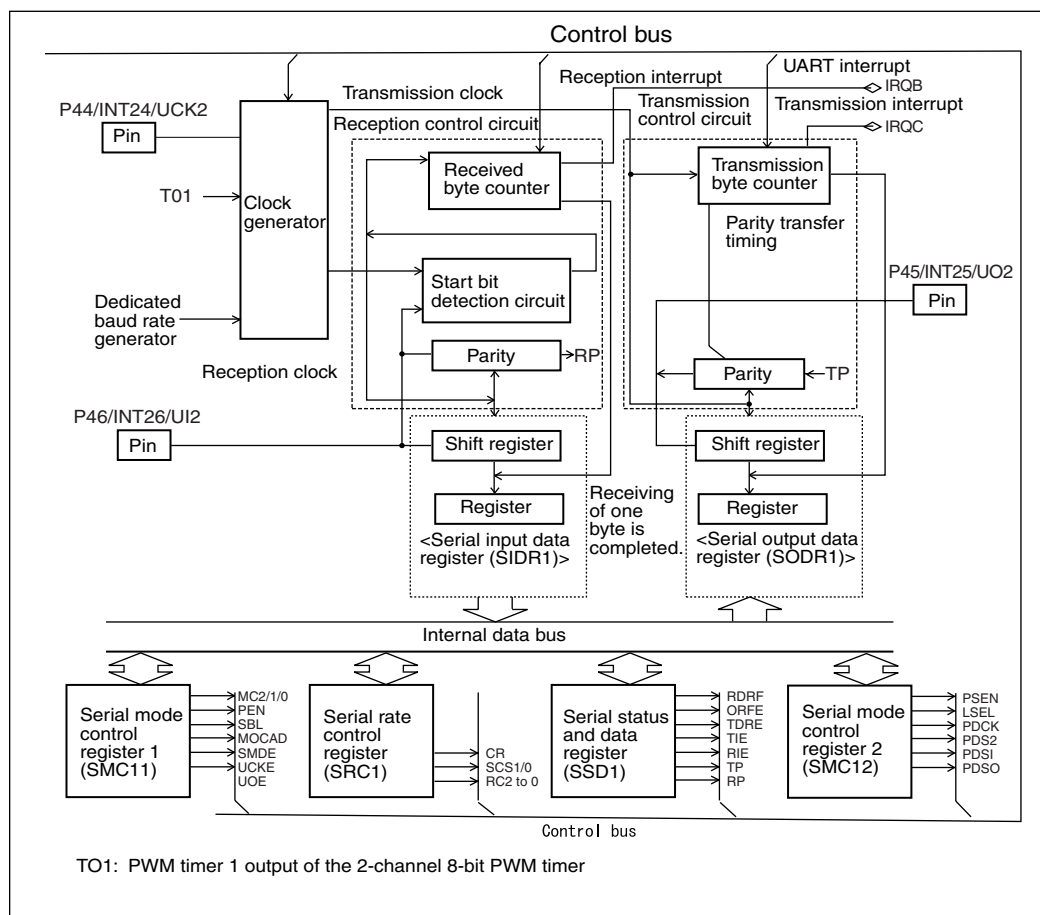 Control bus
UART interrupt
Reception interrupt
IRQB
P44/INT24/UCK2
Transmission clock
Transmission
control circuit
Transmission interrupt
Pin
Reception control circuit
IRQC
Received
byte counter
Transmission
byte counter
T01
Clock
generator
Parity transfer
timing
Start bit
detection circuit
P45/INT25/UO2
Pin
Dedicated
baud rate
generator
Parity
RP
Reception clock
Parity
TP
P46/INT26/UI2
Pin
Shift register
Shift register
Register
Receiving
of one
byte is
completed.
Register
<Serial input data
register (SIDR1)>
<Serial output data
register (SODR1)>
Internal data bus
Serial mode
control
register 1
(SMC11)
MC2/1/0
PEN
SBL
MOCAD
SMDE
UCKE
UOE
Serial rate
control
register
(SRC1)
CR
SCS1/0
RC2 to 0
Serial status
and data
register
(SSD1)
RDRF
ORFE
TDRE
TIE
RIE
TP
RP
Serial mode
control
register 2
(SMC12)
PSEN
LSEL
PDCK
PDS2
PDSI
PDSO
Control bus
TO1: PWM timer 1 output of the 2-channel 8-bit PWM timer